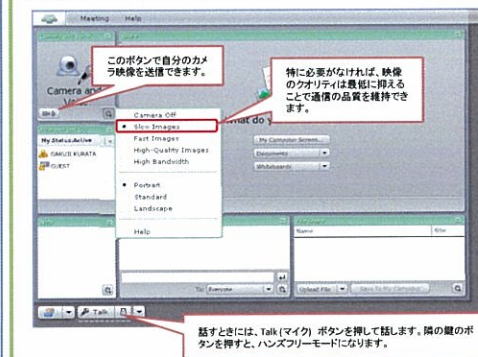 Meeting Help
このボタンで自分のカメ
ラ映像を送信できます。
特に必要がなければ、映像
のクオリティは最低に抑える
ことで通信の品質を維持でき
ます。
Camera and
Camera Off
Slow Images
Fast Images
High-Quality Images
High Bandwidth
Portrait
Standard
Landscape
Help
What do y
My Computer Screen...
Documents
Whiteboards
My Status:Active
GAKUJI KURATA
GUEST
Name
Size
To: Everyone
Upload File
Save To My Computer
Talk
話すときには、Talk (マイク) ボタンを押して話します。隣の鍵のボ
タンを押すと、ハンズフリーモードになります。